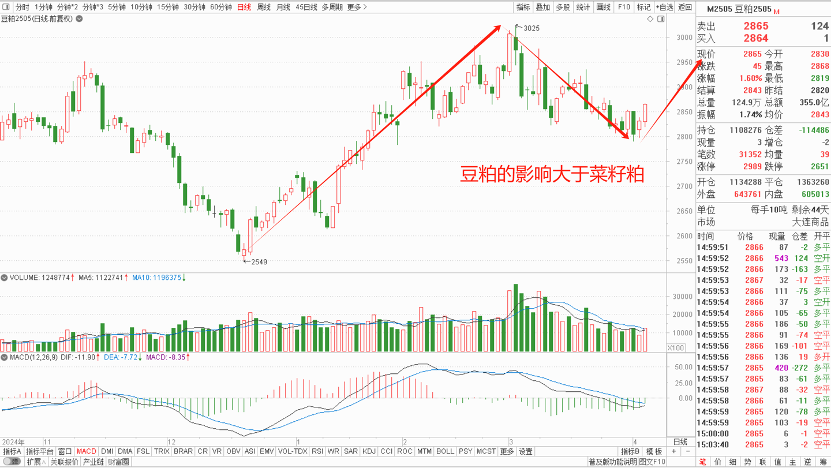 分时 1分钟 分钟*2 分钟*3 5分钟 10分钟 15分钟 30分钟 60分钟 日线 周线 月线 45日线 多周期 更多
指标 叠加 多股 统计 画线 F10 标记 +自选 返回
豆粕2505(日线.前复权)
3025
豆粕的影响大于菜籽粕
2549
3000
2950
2900
2850
2800
2750
2700
2650
2600
2550
VOLUME: 1248774 MA5: 1122741 MA10: 1196375
30000
20000
10000
X100
MACD(12,26,9) DIF: -11.90 DEA: -7.72 MACD: -8.35
50.00
25.00
0.00
2024年 11 12 1 2 3 4 日线
指标A 指标平台 窗口 MACD DMI DMA FSL TRIX BRAR CR VR OBV ASI EMV VOL-TDX RSI WR SAR KDJ CCI ROC MTM BOLL PSY MCST 更多 设置 指标B 模板
扩展 关联报价 产业链 财富圈 普及版功能说明 图文F10
M2505 豆粕2505 M
卖出 2865 124
买入 2864 1
现价 2865 今开 2830
涨跌 45 最高 2868
涨幅 1.60% 最低 2819
结算 2843 昨结 2820
总量 124.9万 总额 355.0亿
振幅 1.74% 均价 2843
持仓 1108276 仓差 -114486
现量 3 增仓 -2
笔数 31352 均量 39
涨停 2989 跌停 2651
开仓 1134288 平仓 1363260
外盘 643761 内盘 605013
单位 每手10吨 剩余44天
市场 大连商品
时间 价格 现量 仓差 开平
14:59:51 2866 87 -2 多平
14:59:52 2866 543 124 空开
14:59:52 2866 173 -163 多平
14:59:53 2867 32 -17 空平
14:59:53 2866 111 -75 多平
14:59:54 2866 37 3 空开
14:59:54 2866 105 -65 多平
14:59:55 2866 186 -50 多平
14:59:55 2866 91 -74 空平
14:59:56 2866 169 -101 空平
14:59:56 2866 136 19 多开
14:59:57 2865 420 -272 多平
14:59:57 2865 83 -61 多平
14:59:58 2867 88 -32 空平
14:59:58 2866 61 -11 多平
14:59:59 2866 120 -78 多平
14:59:59 2866 103 -19 空平
15:00:00 2866 6 -1 空平
15:03:40 2865 3 -2 多平
笔 价 细 势 联 值 主 逆 筹